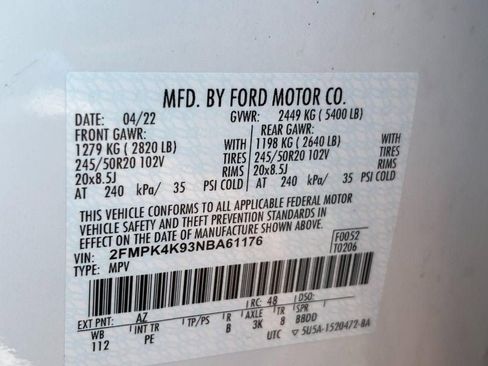 MFD. BY FORD MOTOR CO.
DATE: 04/22 GVWR: 2449 KG ( 5400 LB)
FRONT GAWR: REAR GAWR:
1279 KG ( 2820 LB) WITH 1198 KG ( 2640 LB) WITH
245/50R20 102V TIRES 245/50R20 102V TIRES
20x8.5J RIMS 20x8.5J RIMS
AT 240 kPa/ 35 PSI COLD AT 240 kPa/ 35 PSI COLD
THIS VEHICLE CONFORMS TO ALL APPLICABLE FEDERAL MOTOR
VEHICLE SAFETY AND THEFT PREVENTION STANDARDS IN
EFFECT ON THE DATE OF MANUFACTURE SHOWN ABOVE.
VIN: 2FMPK4K93NBA61176 F0052
TYPE: MPV T0206
EXT PNT: AZ RC: 48 DSO:
WB INT TR TP/PS R AXLE TR SPR
112 PE B 3K 8 BBDD
UTC ▽ 5U5A-1520472-BA